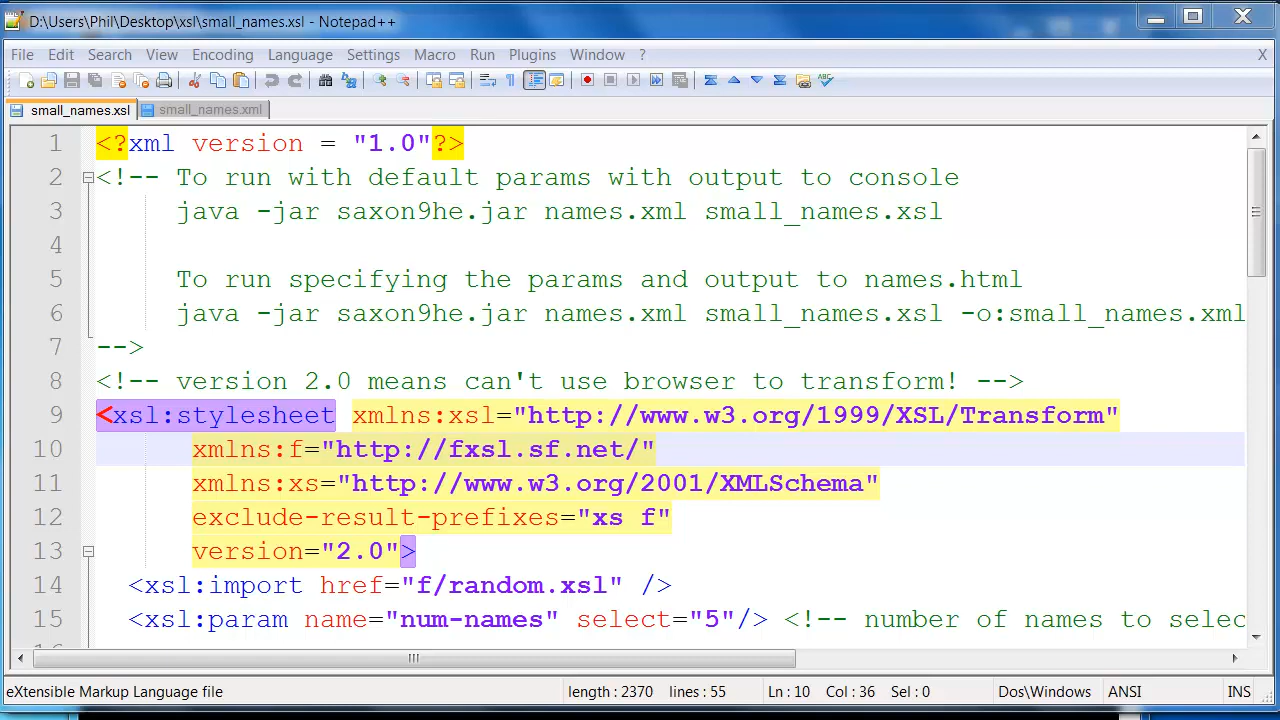 D:\Users\Phil\Desktop\xsl\small_names.xsl - Notepad++
File Edit Search View Encoding Language Settings Macro Run Plugins Window ? X
small_names.xsl small_names.xml
1 <?xml version = "1.0"?>
2 <!-- To run with default params with output to console
3 java -jar saxon9he.jar names.xml small_names.xsl
4
5 To run specifying the params and output to names.html
6 java -jar saxon9he.jar names.xml small_names.xsl -o:small_names.xml
7 -->
8 <!-- version 2.0 means can't use browser to transform! -->
9 <xsl:stylesheet xmlns:xsl="http://www.w3.org/1999/XSL/Transform"
10 xmlns:f="http://fxsl.sf.net/"
11 xmlns:xs="http://www.w3.org/2001/XMLSchema"
12 exclude-result-prefixes="xs f"
13 version="2.0">
14 <xsl:import href="f/random.xsl" />
15 <xsl:param name="num-names" select="5"/> <!-- number of names to selec
eXtensible Markup Language file length : 2370 lines : 55 Ln : 10 Col : 36 Sel : 0 Dos\Windows ANSI INS